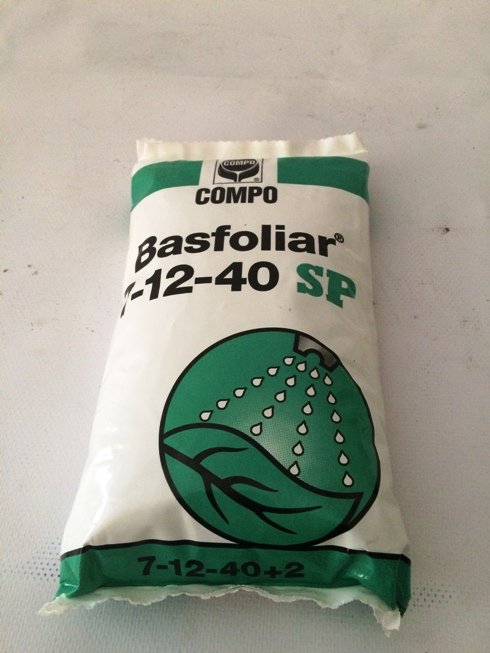 COMPO
®
COMPO
Basfoliar®
7-12-40 SP
7-12-40+2